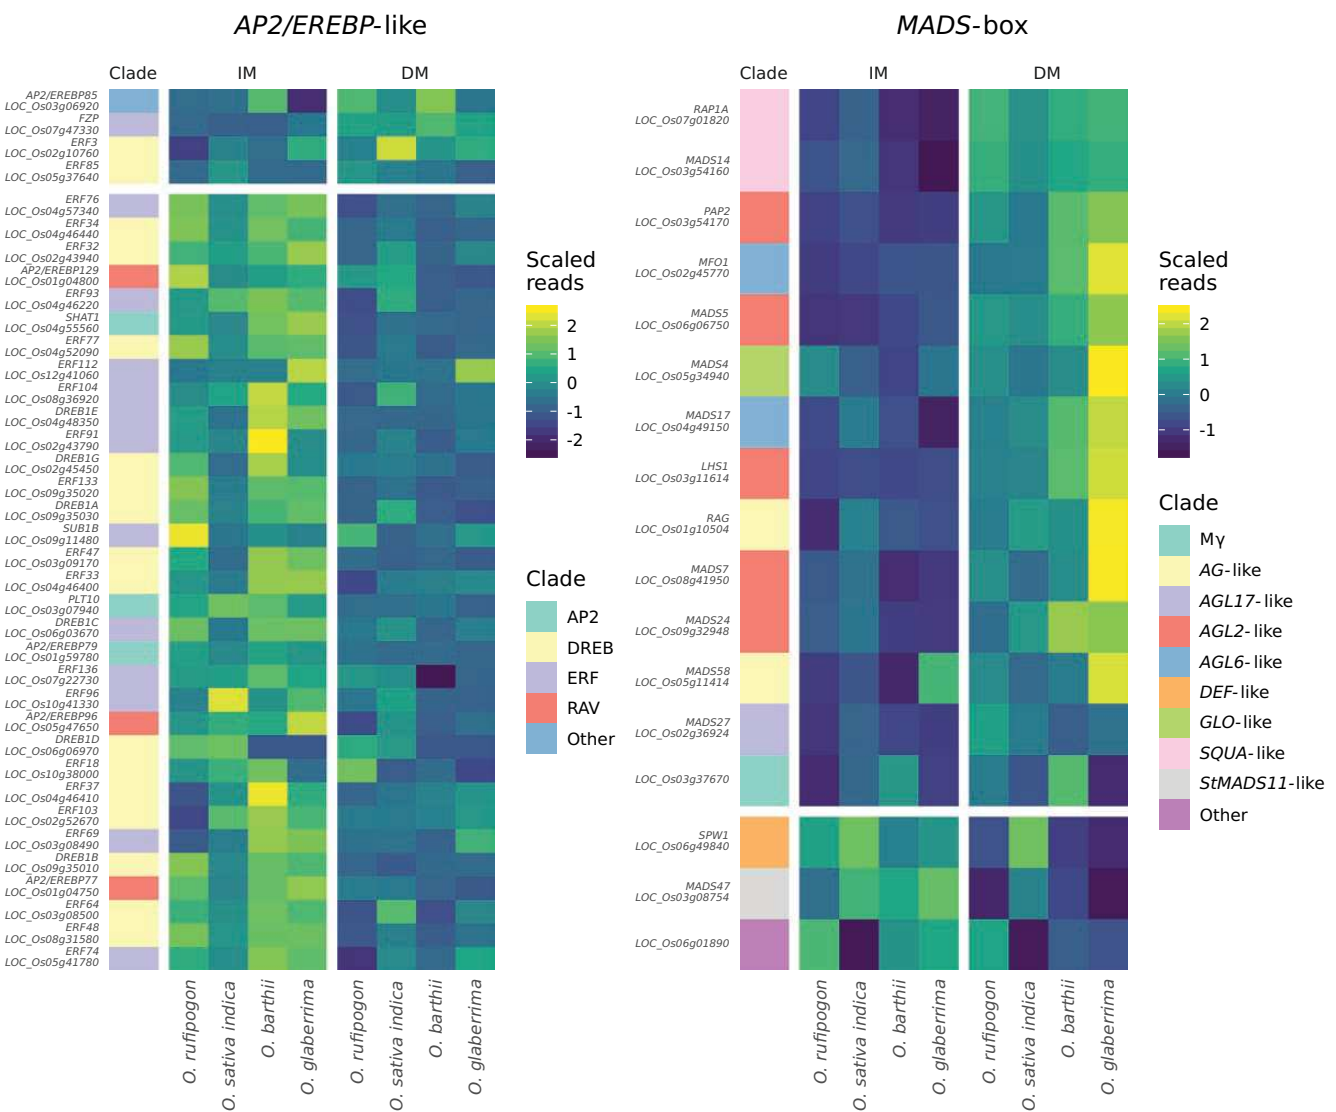 AP2/EREBP-like
Clade
IM
DM
AP2/EREBP85
LOC_Os03g06920
FZP
LOC_Os07g47330
ERF3
LOC_Os02g10760
ERF85
LOC_Os05g37640
ERF76
LOC_Os04g57340
ERF34
LOC_Os04g46440
ERF32
LOC_Os02g43940
AP2/EREBP129
LOC_Os01g04800
ERF93
LOC_Os04g46220
SHAT1
LOC_Os04g55560
ERF77
LOC_Os04g52090
ERF112
LOC_Os12g41060
ERF104
LOC_Os08g36920
DREB1E
LOC_Os04g48350
ERF91
LOC_Os02g43790
DREB1G
LOC_Os02g45450
ERF133
LOC_Os09g35020
DREB1A
LOC_Os09g35030
SUB1B
LOC_Os09g11480
ERF47
LOC_Os03g09170
ERF33
LOC_Os04g46400
PLT10
LOC_Os03g07940
DREB1C
LOC_Os06g03670
AP2/EREBP79
LOC_Os01g59780
ERF136
LOC_Os07g22730
ERF96
LOC_Os10g41330
AP2/EREBP96
LOC_Os05g47650
DREB1D
LOC_Os06g06970
ERF18
LOC_Os10g38000
ERF37
LOC_Os04g46410
ERF103
LOC_Os02g52670
ERF69
LOC_Os03g08490
DREB1B
LOC_Os09g35010
AP2/EREBP77
LOC_Os01g04750
ERF64
LOC_Os03g08500
ERF48
LOC_Os08g31580
ERF74
LOC_Os05g41780
O. rufipogon
O. sativa indica
O. barthii
O. glaberrima
O. rufipogon
O. sativa indica
O. barthii
O. glaberrima
Scaled
reads
2
1
0
-1
-2
Clade
AP2
DREB
ERF
RAV
Other
MADS-box
Clade
IM
DM
RAP1A
LOC_Os07g01820
MADS14
LOC_Os03g54160
PAP2
LOC_Os03g54170
MFO1
LOC_Os02g45770
MADS5
LOC_Os06g06750
MADS4
LOC_Os05g34940
MADS17
LOC_Os04g49150
LHS1
LOC_Os03g11614
RAG
LOC_Os01g10504
MADS7
LOC_Os08g41950
MADS24
LOC_Os09g32948
MADS58
LOC_Os05g11414
MADS27
LOC_Os02g36924
LOC_Os03g37670
SPW1
LOC_Os06g49840
MADS47
LOC_Os03g08754
LOC_Os06g01890
O. rufipogon
O. sativa indica
O. barthii
O. glaberrima
O. rufipogon
O. sativa indica
O. barthii
O. glaberrima
Scaled
reads
2
1
0
-1
Clade
Mγ
AG-like
AGL17-like
AGL2-like
AGL6-like
DEF-like
GLO-like
SQUA-like
StMADS11-like
Other